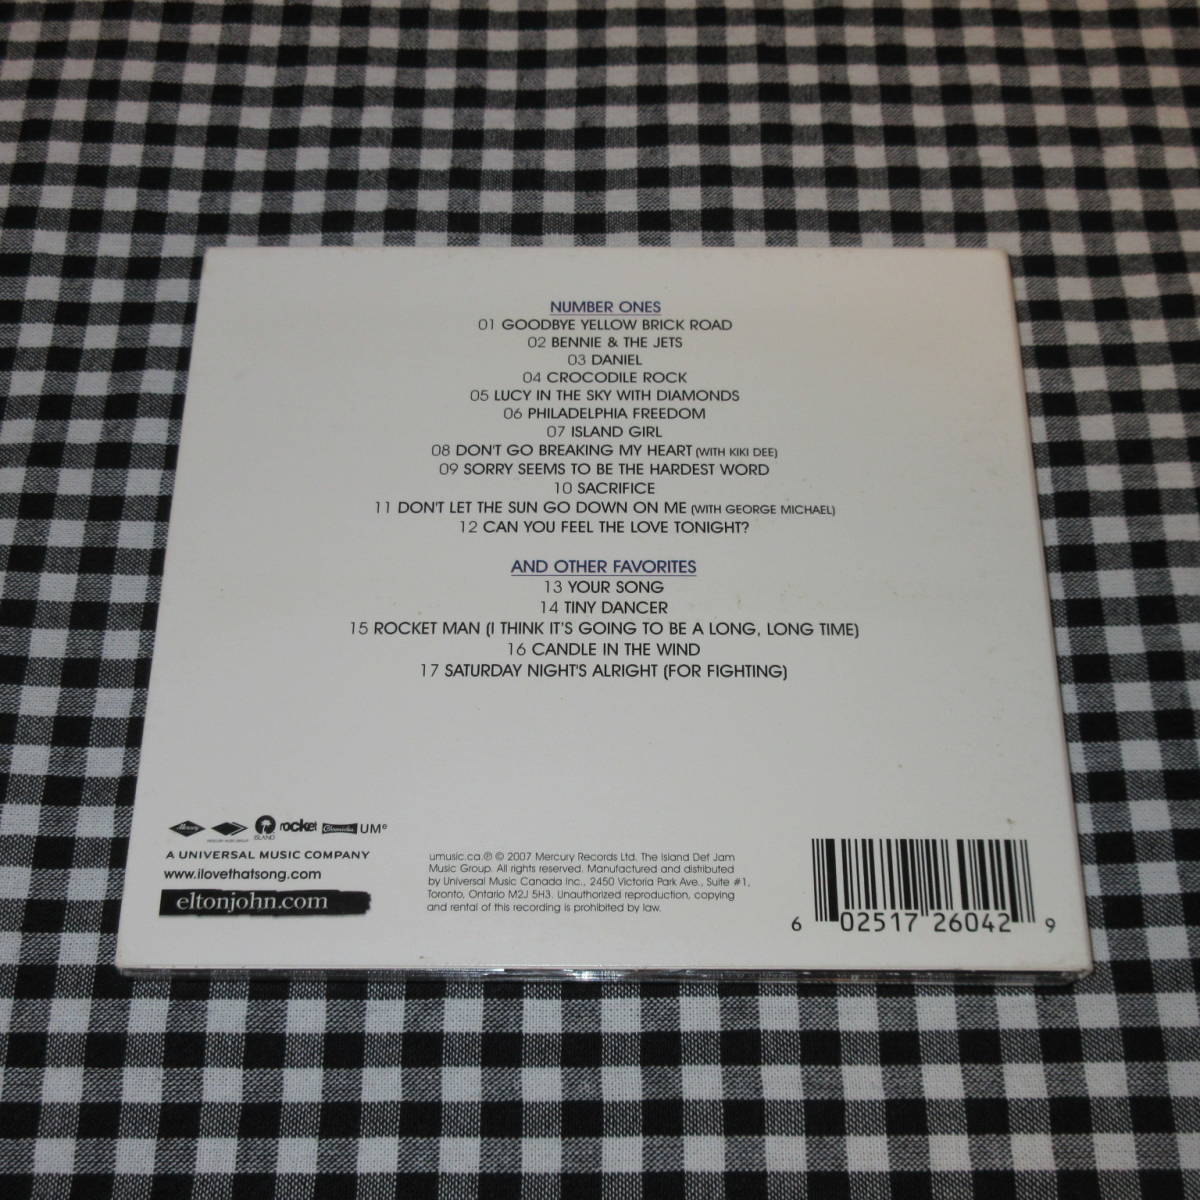 NUMBER ONES
01 GOODBYE YELLOW BRICK ROAD
02 BENNIE & THE JETS
03 DANIEL
04 CROCODILE ROCK
05 LUCY IN THE SKY WITH DIAMONDS
06 PHILADELPHIA FREEDOM
07 ISLAND GIRL
08 DON'T GO BREAKING MY HEART (WITH KIKI DEE)
09 SORRY SEEMS TO BE THE HARDEST WORD
10 SACRIFICE
11 DON'T LET THE SUN GO DOWN ON ME (WITH GEORGE MICHAEL)
12 CAN YOU FEEL THE LOVE TONIGHT?
AND OTHER FAVORITES
13 YOUR SONG
14 TINY DANCER
15 ROCKET MAN (I THINK IT'S GOING TO BE A LONG, LONG TIME)
16 CANDLE IN THE WIND
17 SATURDAY NIGHT'S ALRIGHT (FOR FIGHTING)
Mercury ISLAND rocket Chronicles UMe
A UNIVERSAL MUSIC COMPANY
www.ilovethatsong.com
eltonjohn.com
umusic.ca ℗ © 2007 Mercury Records Ltd. The Island Def Jam
Music Group. All rights reserved. Manufactured and distributed
by Universal Music Canada Inc., 2450 Victoria Park Ave., Suite #1,
Toronto, Ontario M2J 5H3. Unauthorized reproduction, copying
and rental of this recording is prohibited by law.
6 02517 26042 9